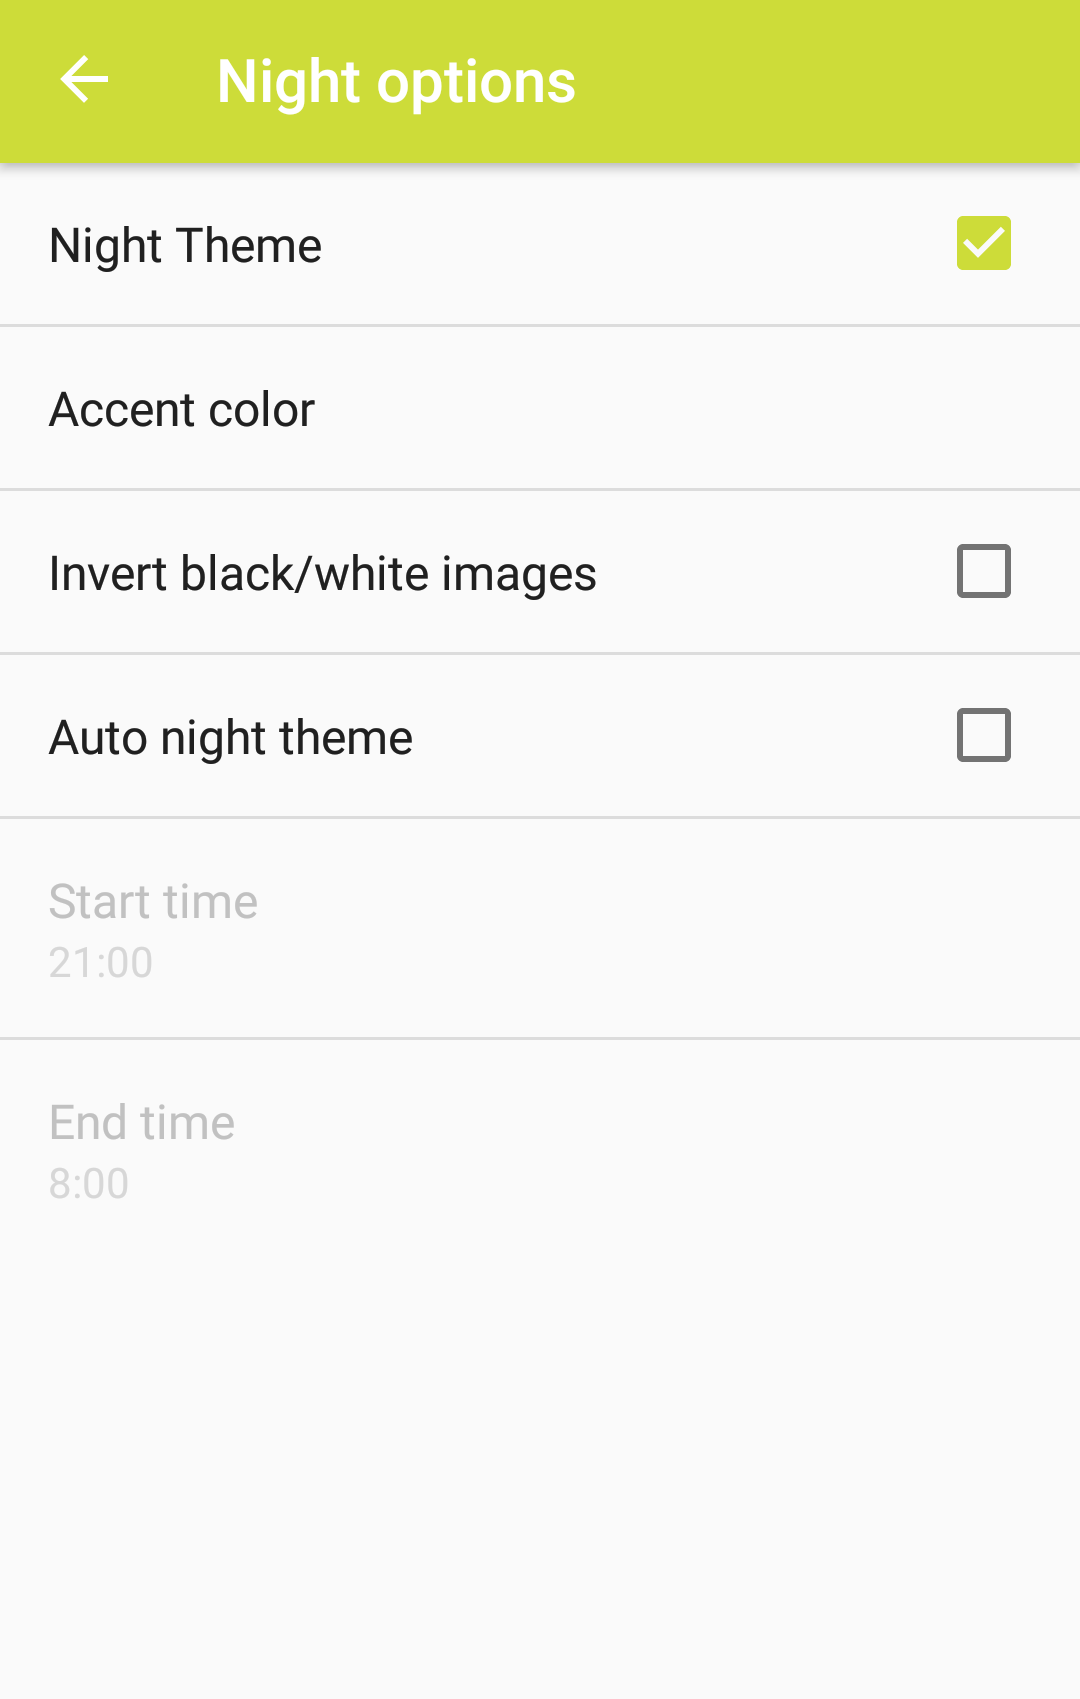 Night options
Night Theme
Accent color
Invert black/white images
Auto night theme
Start time
21:00
End time
8:00